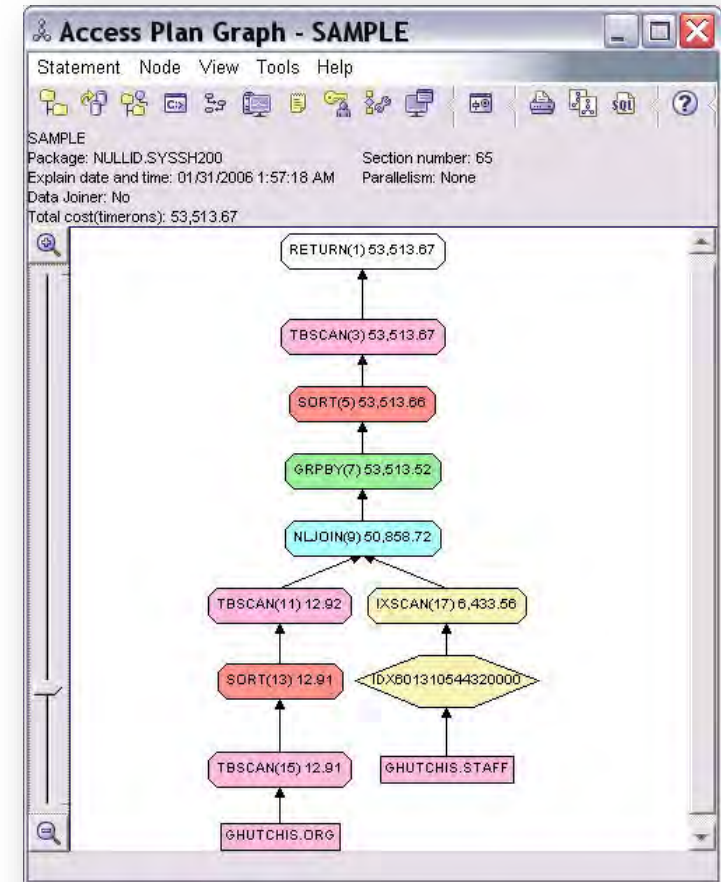 Access Plan Graph - SAMPLE
Statement Node View Tools Help
C:\>
SQL
?
SAMPLE
Package: NULLID.SYSSH200 Section number: 65
Explain date and time: 01/31/2006 1:57:18 AM Parallelism: None
Data Joiner: No
Total cost(timerons): 53,513.67
RETURN(1) 53,513.67
TBSCAN(3) 53,513.67
SORT(5) 53,513.66
GRPBY(7) 53,513.52
NLJOIN(9) 50,858.72
TBSCAN(11) 12.92 IXSCAN(17) 6,433.56
SORT(13) 12.91 IDX601310544320000
TBSCAN(15) 12.91 GHUTCHIS.STAFF
GHUTCHIS.ORG